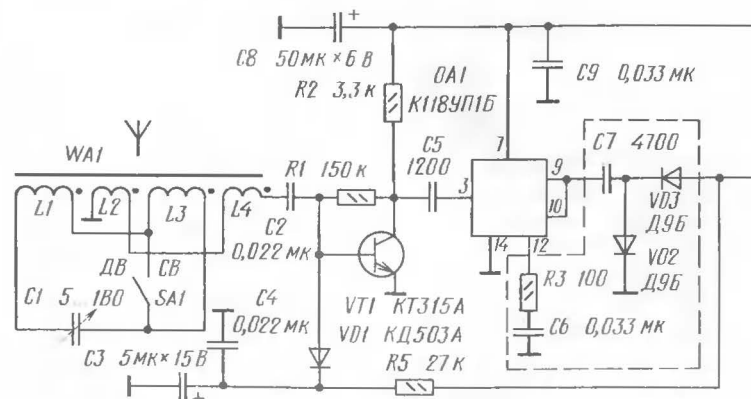 +
C8 50мк×6 В
R2 3,3 к
DA1
К118УП1Б
C9 0,033 мк
WA1
R1 150 к
C5
1200
C7 4700
7
3
9
10
14
12
L1
L2
L3
L4
C2
0,022 мк
VD3
Д9Б
VD2
Д9Б
ДВ
СВ
SA1
C1 5...180
C4
0,022 мк
VT1 КТ315А
VD1 КД503А
R3 100
C6 0,033 мк
C3 5мк×15 В
+
R5 27 к